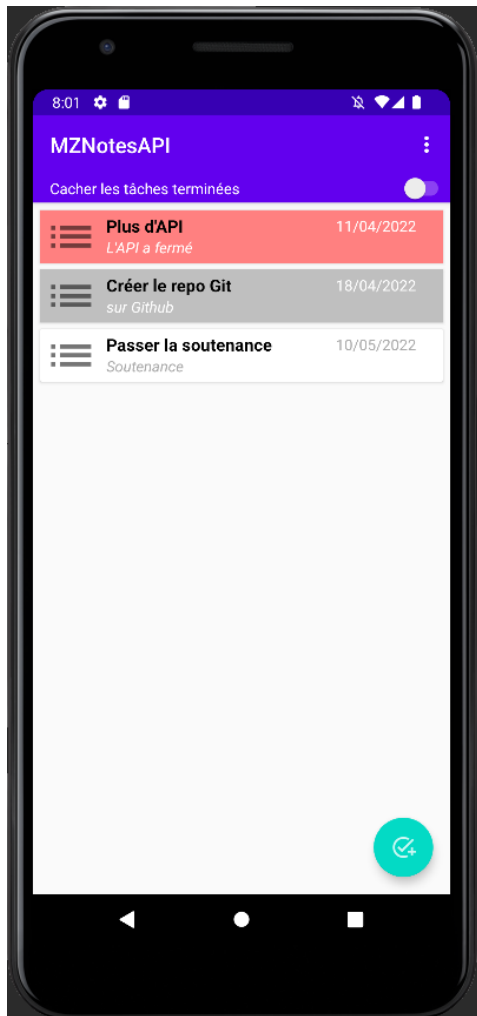 8:01
MZNotesAPI
Cacher les tâches terminées
Plus d'API 11/04/2022
L'API a fermé
Créer le repo Git 18/04/2022
sur Github
Passer la soutenance 10/05/2022
Soutenance